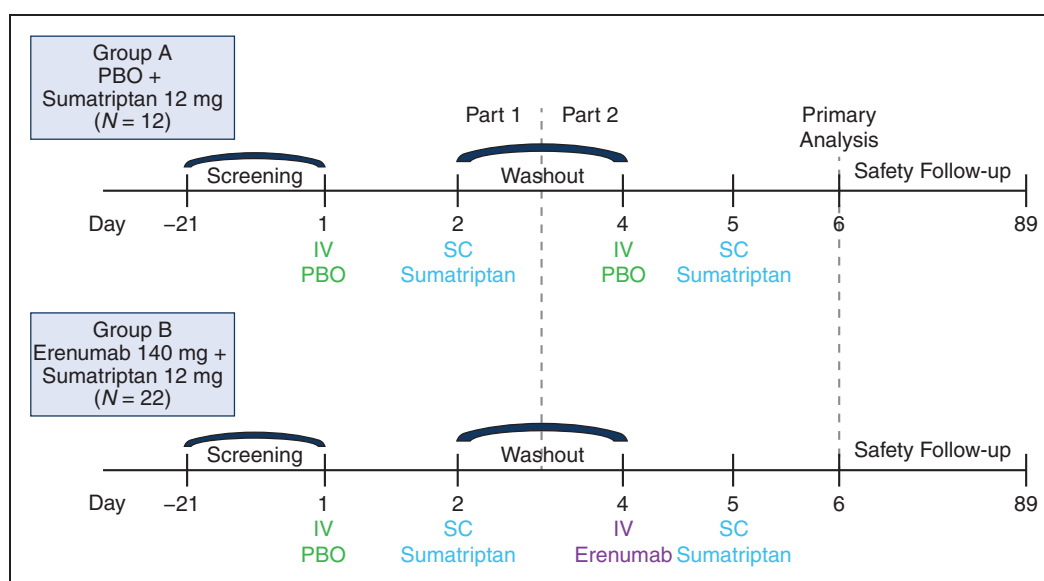 Group A
PBO +
Sumatriptan 12 mg
(N = 12)
Part 1 Part 2 Primary
Analysis
Screening Washout Safety Follow-up
Day −21 1 2 4 5 6 89
IV SC IV SC
PBO Sumatriptan PBO Sumatriptan
Group B
Erenumab 140 mg +
Sumatriptan 12 mg
(N = 22)
Screening Washout Safety Follow-up
Day −21 1 2 4 5 6 89
IV SC IV SC
PBO Sumatriptan Erenumab Sumatriptan